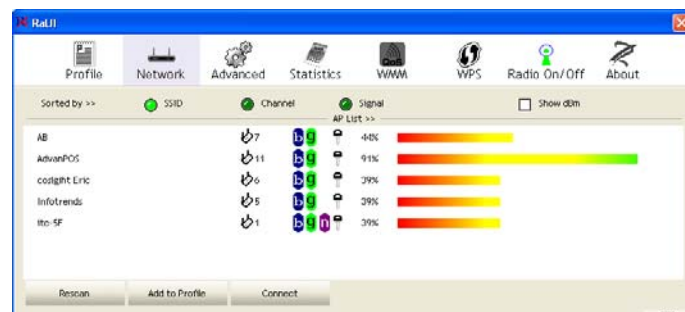 RaUI
Profile Network Advanced Statistics QoS WMM WPS Radio On/Off About
Sorted by >> SSID Channel Signal Show dBm
AP List >>
AB 7 b g 44%
AdvanPOS 11 b g 91%
coslight Eric 6 b g 39%
Infotrends 5 b g 39%
ito-5F 1 b g n 39%
Rescan Add to Profile Connect